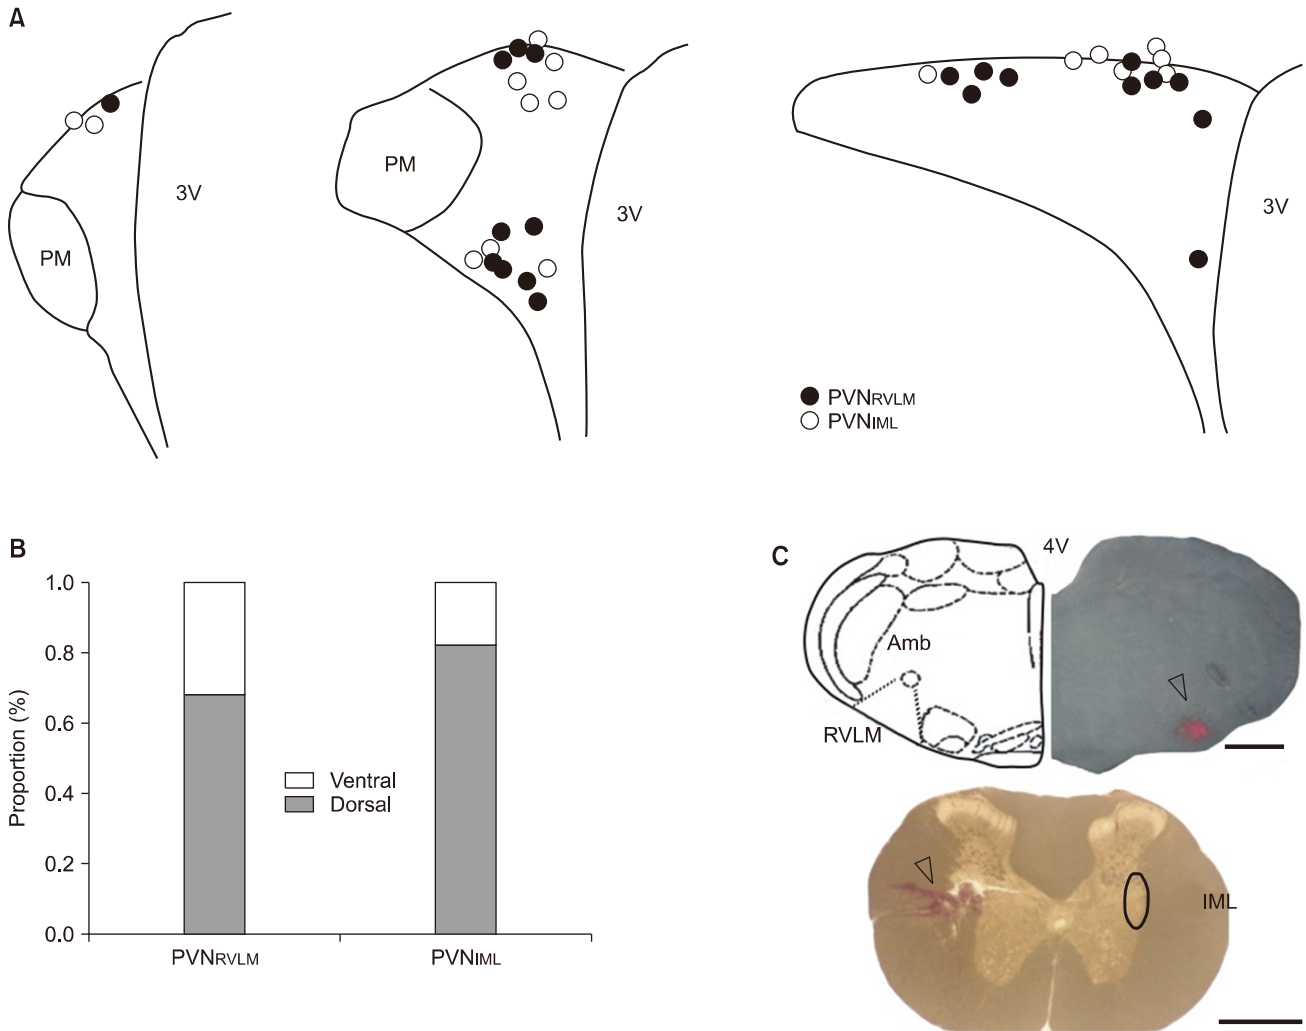 A
PM
3V
PM
3V
3V
PVNRVLM
PVNIML
B
Proportion (%)
1.0
0.8
0.6
0.4
0.2
0.0
Ventral
Dorsal
PVNRVLM
PVNIML
C
4V
Amb
RVLM
IML